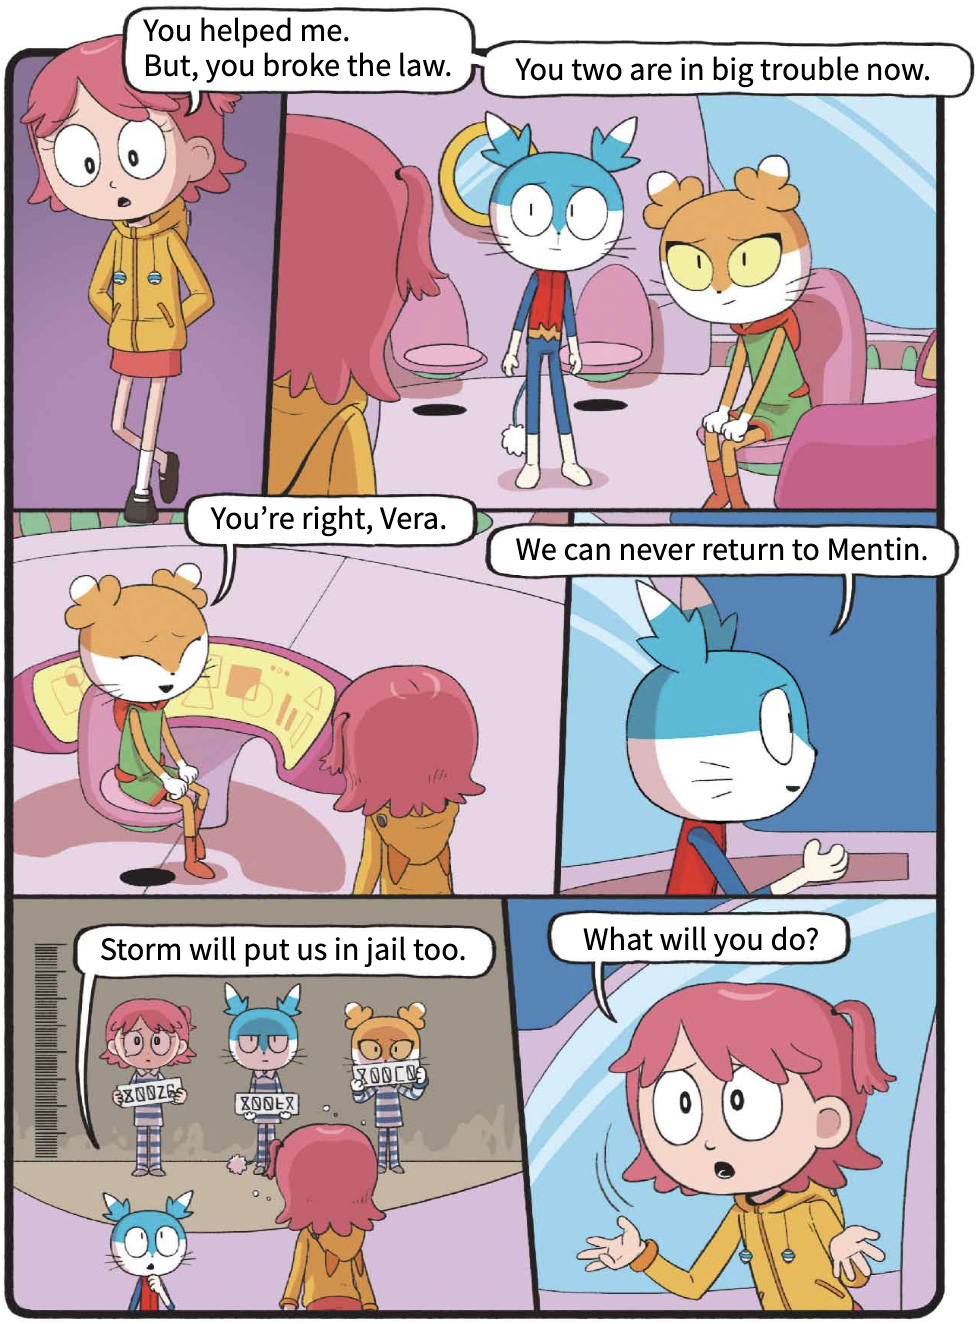 You helped me.
But, you broke the law.
You two are in big trouble now.
You're right, Vera.
We can never return to Mentin.
Storm will put us in jail too.
What will you do?